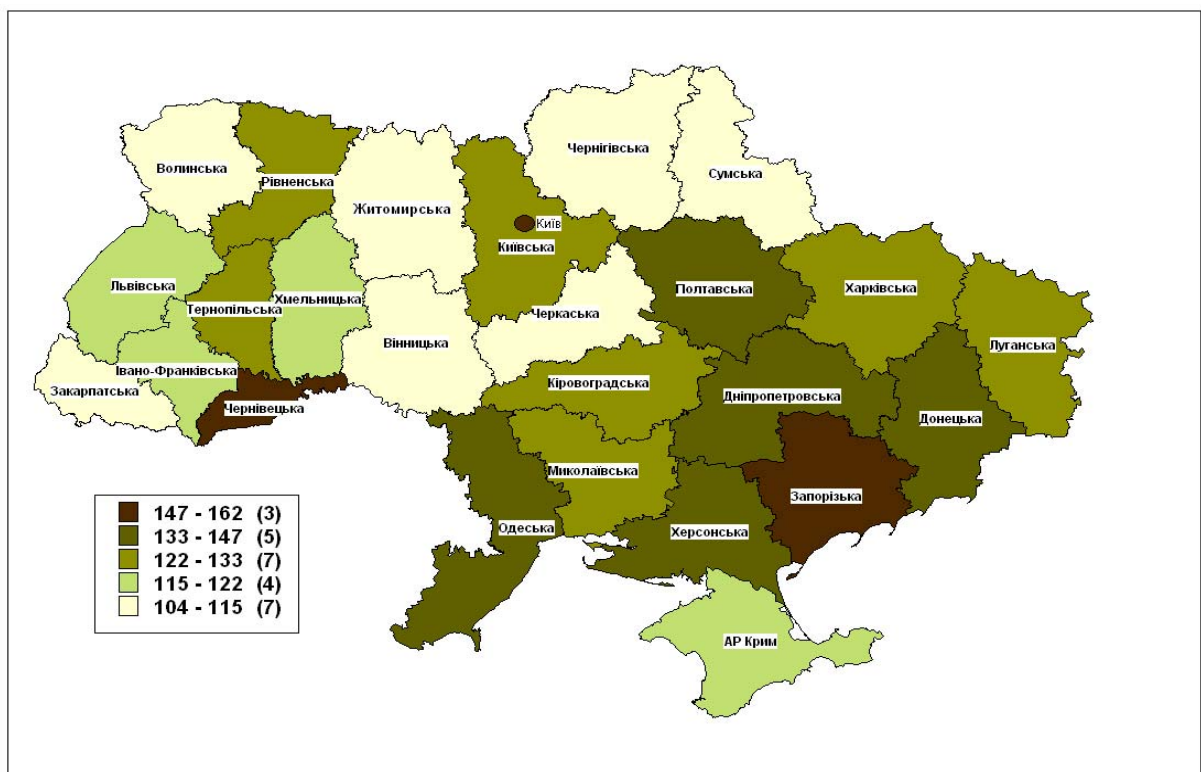 Чернігівська
Сумська
Волинська
Рівненська
Житомирська
Київ
Київська
Львівська
Тернопільська
Хмельницька
Полтавська
Харківська
Черкаська
Вінницька
Луганська
Івано-Франківська
Закарпатська
Чернівецька
Кіровоградська
Дніпропетровська
Донецька
Миколаївська
Запорізька
Одеська
Херсонська
АР Крим
147 - 162 (3)
133 - 147 (5)
122 - 133 (7)
115 - 122 (4)
104 - 115 (7)